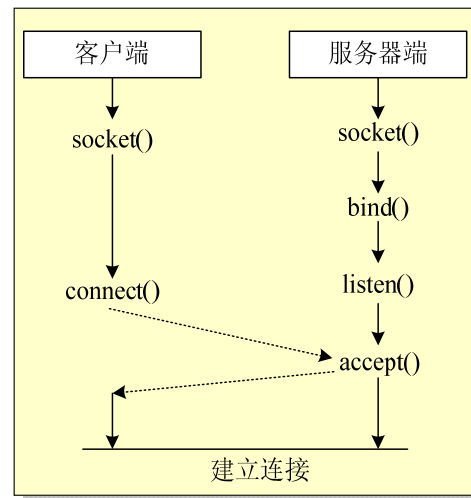 客户端
服务器端
socket()
socket()
bind()
connect()
listen()
accept()
建立连接